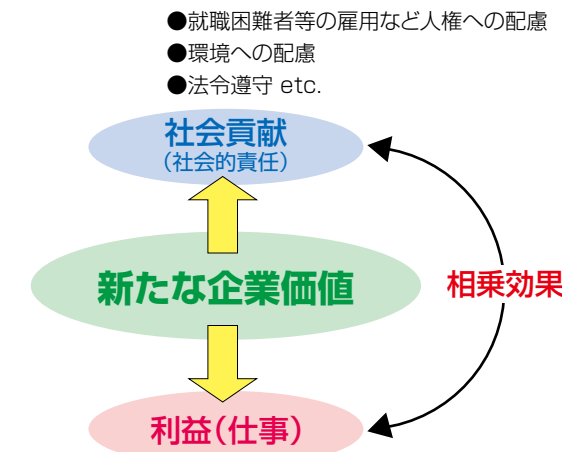 ●就職困難者等の雇用など人権への配慮
●環境への配慮
●法令遵守 etc.
社会貢献
（社会的責任）
新たな企業価値
相乗効果
利益（仕事）